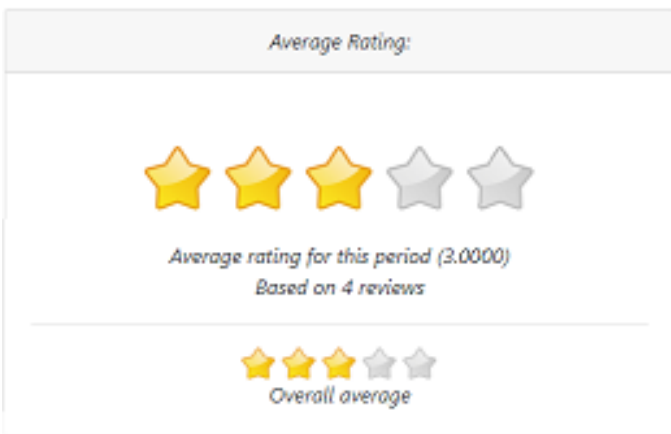 Average Rating:
Average rating for this period (3.0000)
Based on 4 reviews
Overall average